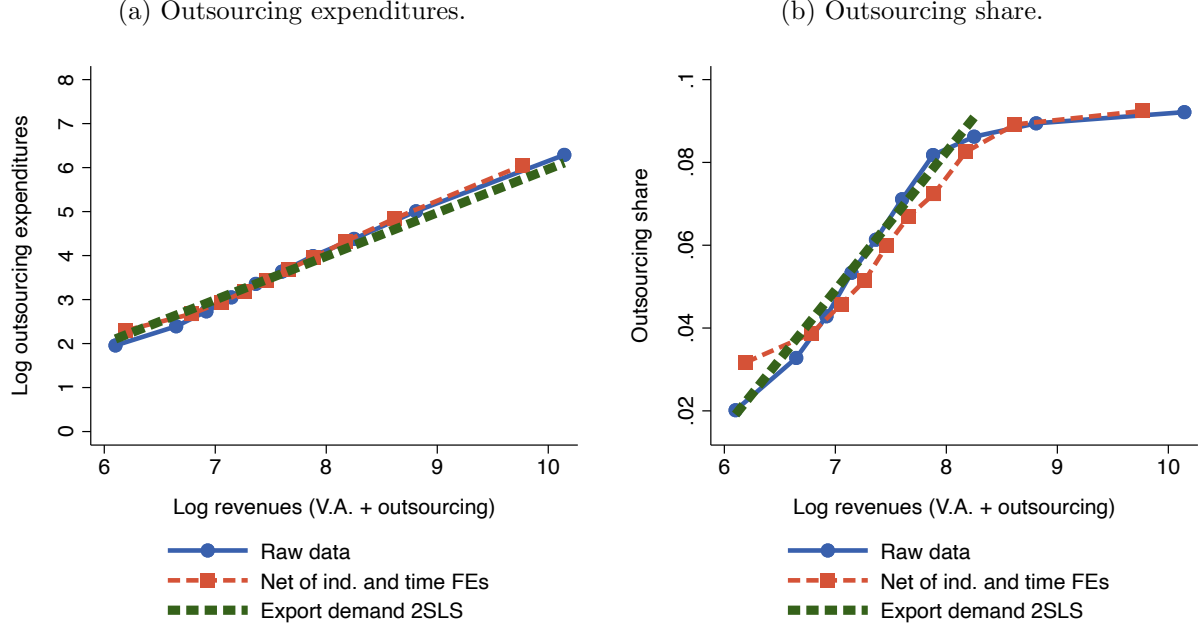 (a) Outsourcing expenditures.
Log outsourcing expenditures
8
7
6
5
4
3
2
1
0
6 7 8 9 10
Log revenues (V.A. + outsourcing)
Raw data
Net of ind. and time FEs
Export demand 2SLS
(b) Outsourcing share.
Outsourcing share
.1
.08
.06
.04
.02
6 7 8 9 10
Log revenues (V.A. + outsourcing)
Raw data
Net of ind. and time FEs
Export demand 2SLS